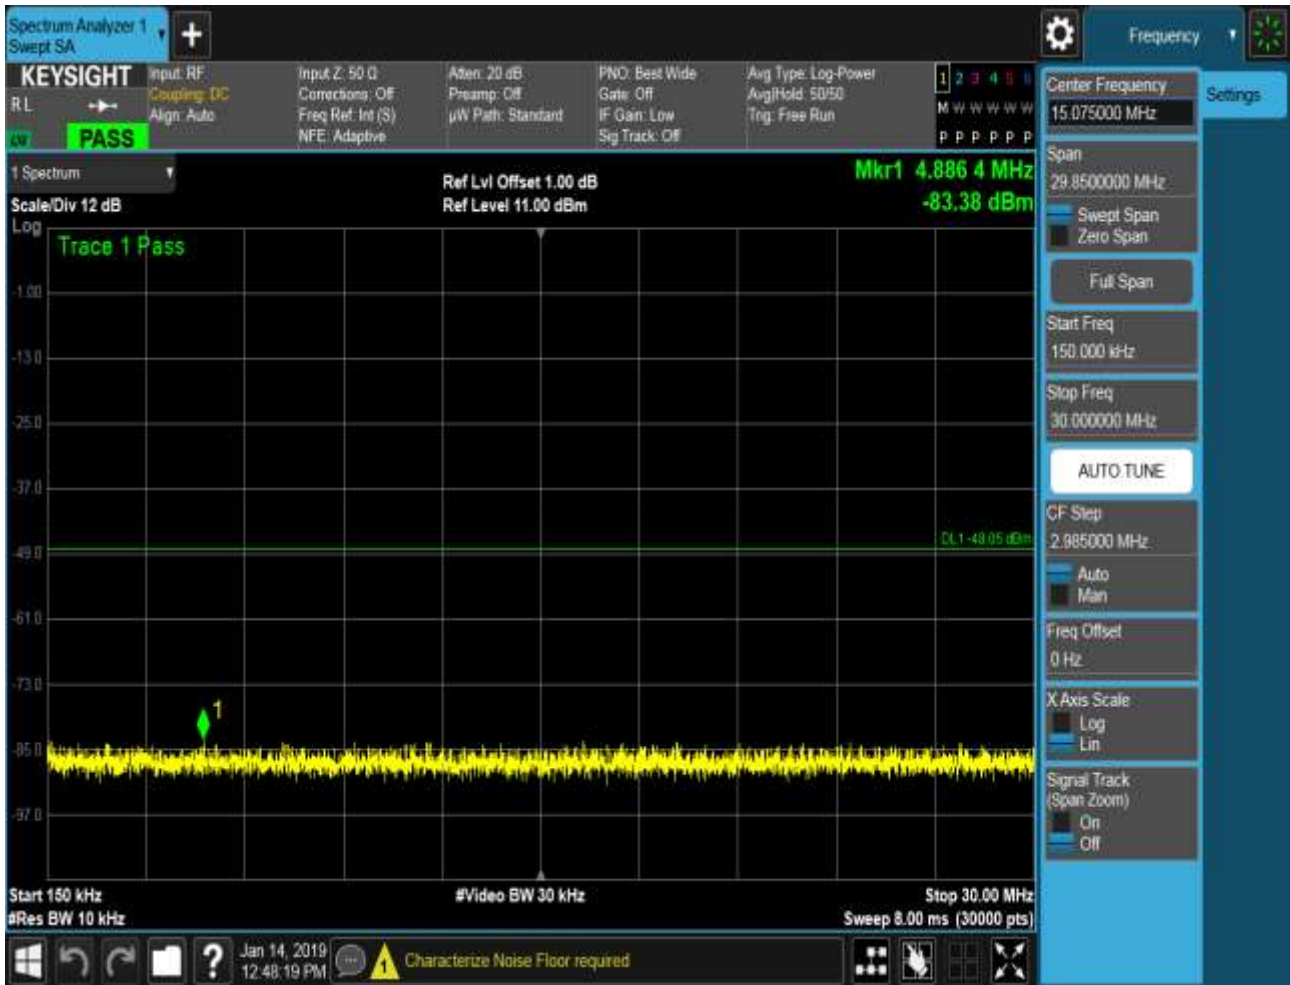 Spectrum Analyzer 1
Swept SA
Frequency
KEYSIGHT
R L
PASS
Input: RF
Coupling: DC
Align: Auto
Input Z: 50 Ω
Corrections: Off
Freq Ref: Int (S)
NFE: Adaptive
Atten: 20 dB
Preamp: Off
µW Path: Standard
PNO: Best Wide
Gate: Off
IF Gain: Low
Sig Track: Off
Avg Type: Log-Power
Avg|Hold: 50/50
Trig: Free Run
1 2 3 4 5 6
M W W W W W
P P P P P P
1 Spectrum
Scale/Div 12 dB
Ref Lvl Offset 1.00 dB
Ref Level 11.00 dBm
Mkr1 4.886 4 MHz
-83.38 dBm
Log
Trace 1 Pass
-1.00
-13.0
-25.0
-37.0
-49.0
-61.0
-73.0
-85.0
-97.0
DL1 -48.05 dBm
1
Start 150 kHz
#Video BW 30 kHz
Stop 30.00 MHz
#Res BW 10 kHz
Sweep 8.00 ms (30000 pts)
Center Frequency
15.075000 MHz
Settings
Span
29.8500000 MHz
Swept Span
Zero Span
Full Span
Start Freq
150.000 kHz
Stop Freq
30.000000 MHz
AUTO TUNE
CF Step
2.985000 MHz
Auto
Man
Freq Offset
0 Hz
X Axis Scale
Log
Lin
Signal Track
(Span Zoom)
On
Off
?
Jan 14, 2019
12:48:19 PM
1
Characterize Noise Floor required